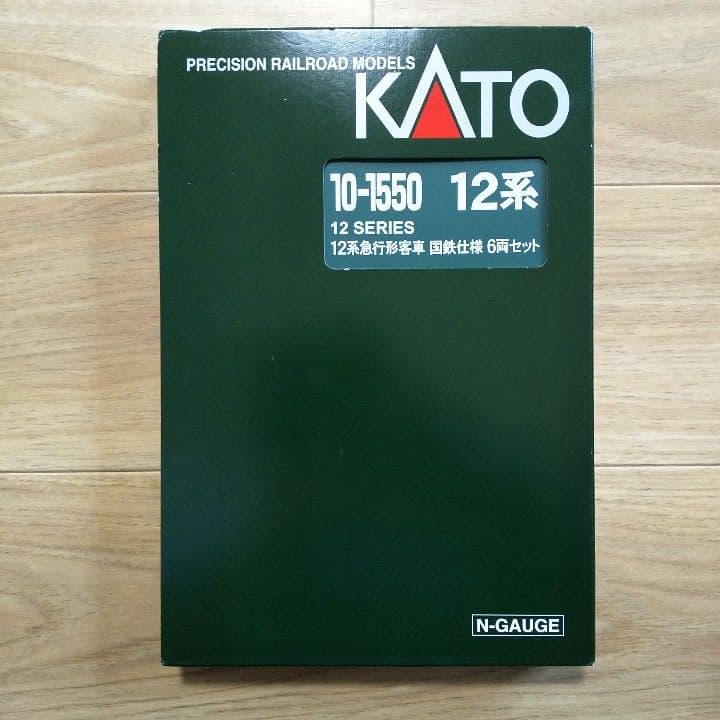 PRECISION RAILROAD MODELS
KATO
10-1550 12系
12 SERIES
12系急行形客車 国鉄仕様 6両セット
N-GAUGE